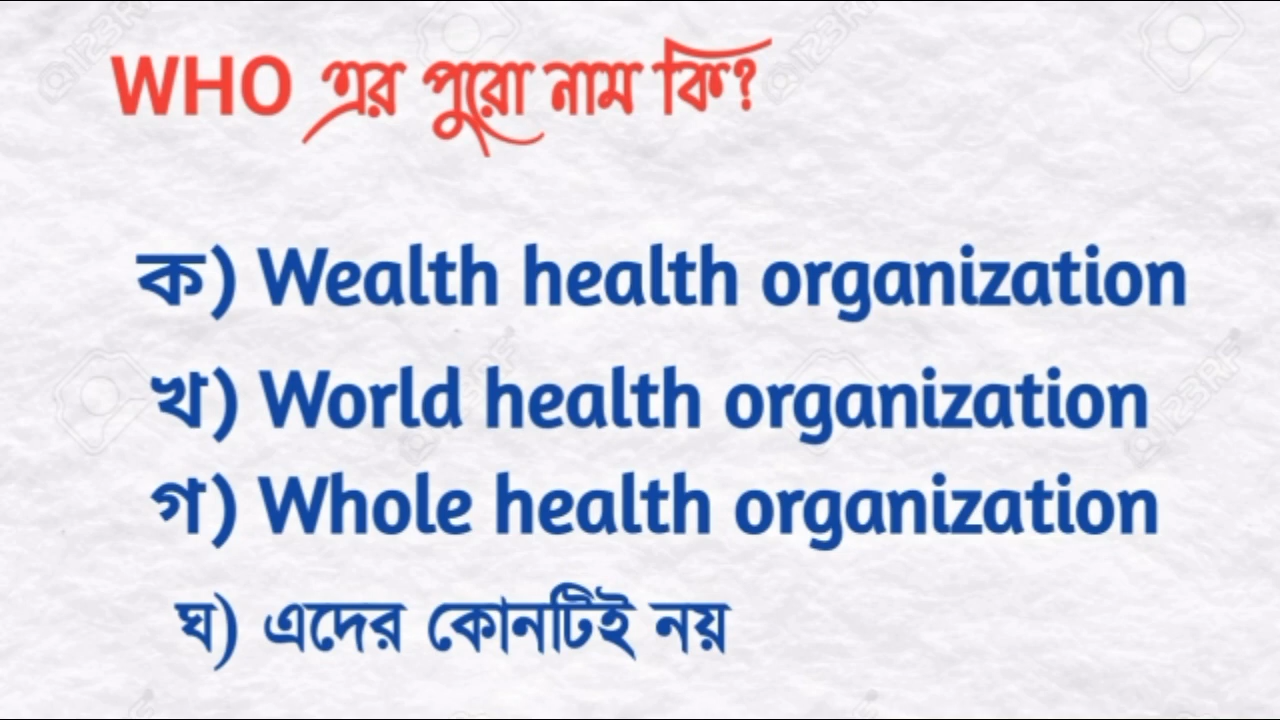 WHO এর পুরো নাম কি?
ক) Wealth health organization
খ) World health organization
গ) Whole health organization
ঘ) এদের কোনটিই নয়